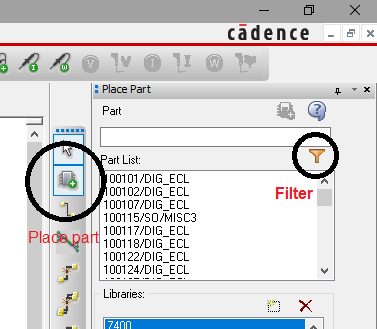 cādence
V
I
I
W
Place Part
Part
Part List:
100101/DIG_ECL
100102/DIG_ECL
100107/DIG_ECL
100115/SO/MISC3
100117/DIG_ECL
100118/DIG_ECL
100122/DIG_ECL
100124/DIG_ECL
Filter
Place part
Libraries:
7400